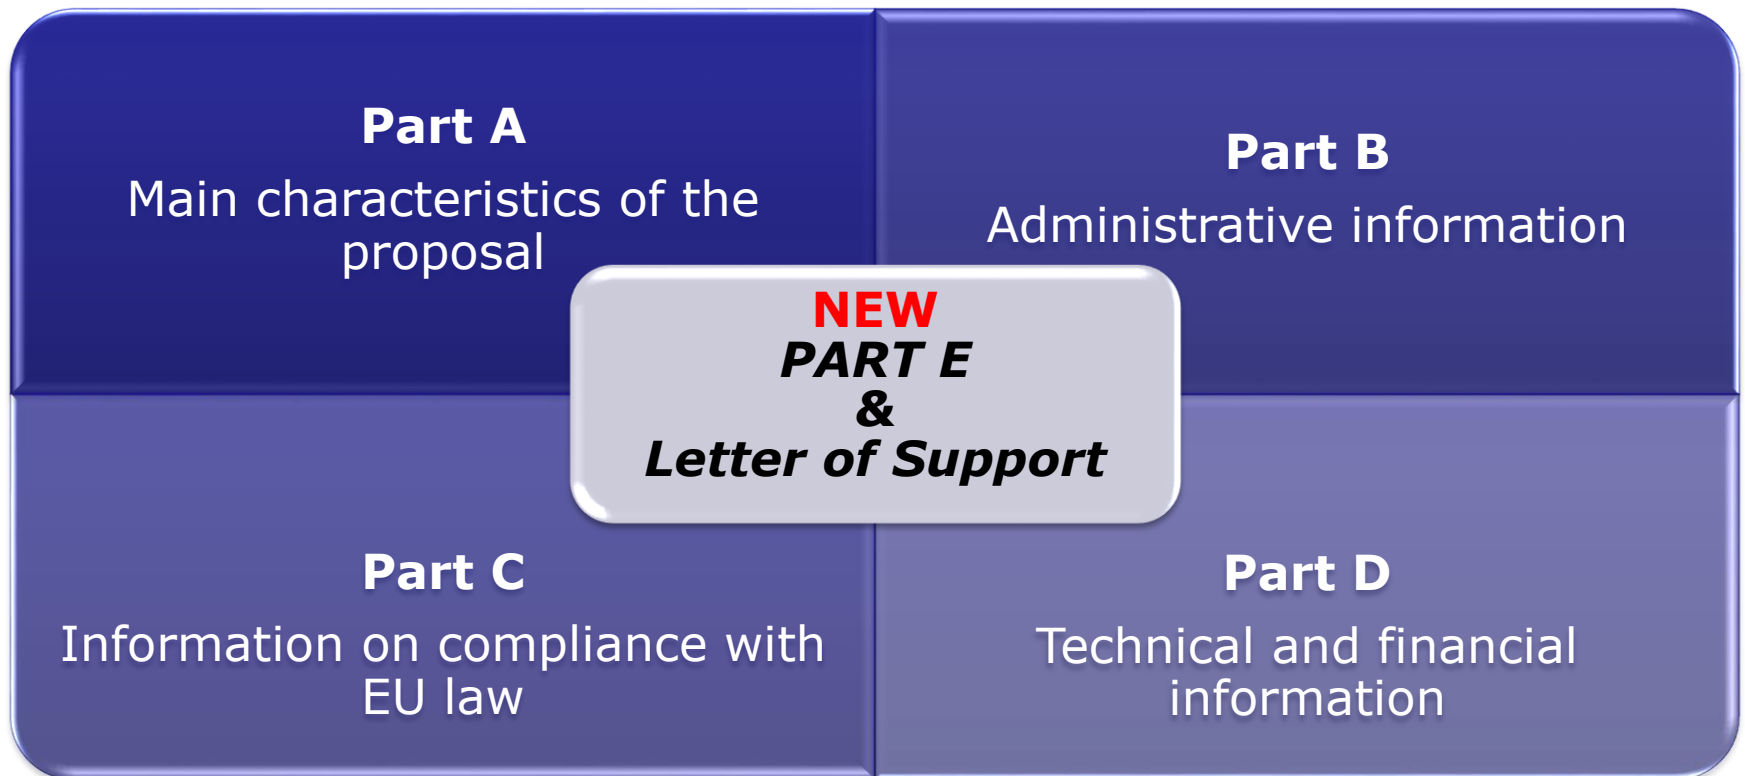 Part A
Main characteristics of the
proposal
Part B
Administrative information
NEW
PART E
&
Letter of Support
Part C
Information on compliance with
EU law
Part D
Technical and financial
information